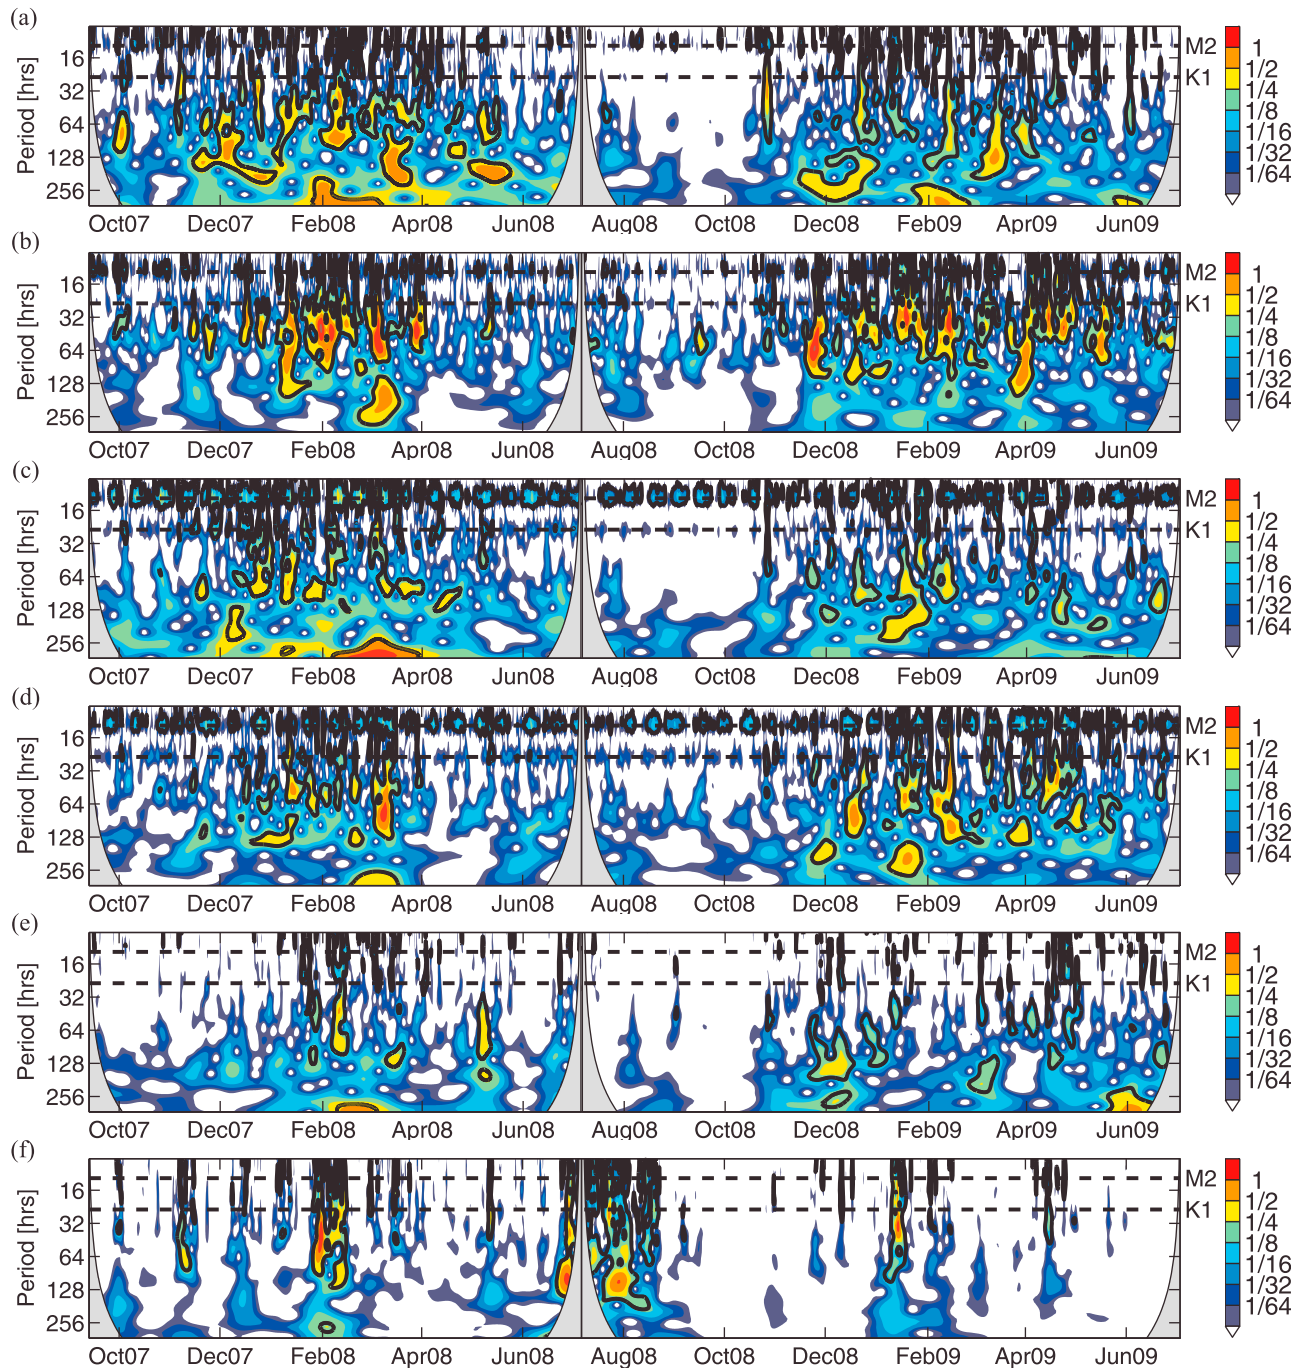 (a)
Period [hrs]
16
32
64
128
256
M2
K1
1
1/2
1/4
1/8
1/16
1/32
1/64
Oct07 Dec07 Feb08 Apr08 Jun08 Aug08 Oct08 Dec08 Feb09 Apr09 Jun09
(b)
Period [hrs]
16
32
64
128
256
M2
K1
1
1/2
1/4
1/8
1/16
1/32
1/64
Oct07 Dec07 Feb08 Apr08 Jun08 Aug08 Oct08 Dec08 Feb09 Apr09 Jun09
(c)
Period [hrs]
16
32
64
128
256
M2
K1
1
1/2
1/4
1/8
1/16
1/32
1/64
Oct07 Dec07 Feb08 Apr08 Jun08 Aug08 Oct08 Dec08 Feb09 Apr09 Jun09
(d)
Period [hrs]
16
32
64
128
256
M2
K1
1
1/2
1/4
1/8
1/16
1/32
1/64
Oct07 Dec07 Feb08 Apr08 Jun08 Aug08 Oct08 Dec08 Feb09 Apr09 Jun09
(e)
Period [hrs]
16
32
64
128
256
M2
K1
1
1/2
1/4
1/8
1/16
1/32
1/64
Oct07 Dec07 Feb08 Apr08 Jun08 Aug08 Oct08 Dec08 Feb09 Apr09 Jun09
(f)
Period [hrs]
16
32
64
128
256
M2
K1
1
1/2
1/4
1/8
1/16
1/32
1/64
Oct07 Dec07 Feb08 Apr08 Jun08 Aug08 Oct08 Dec08 Feb09 Apr09 Jun09